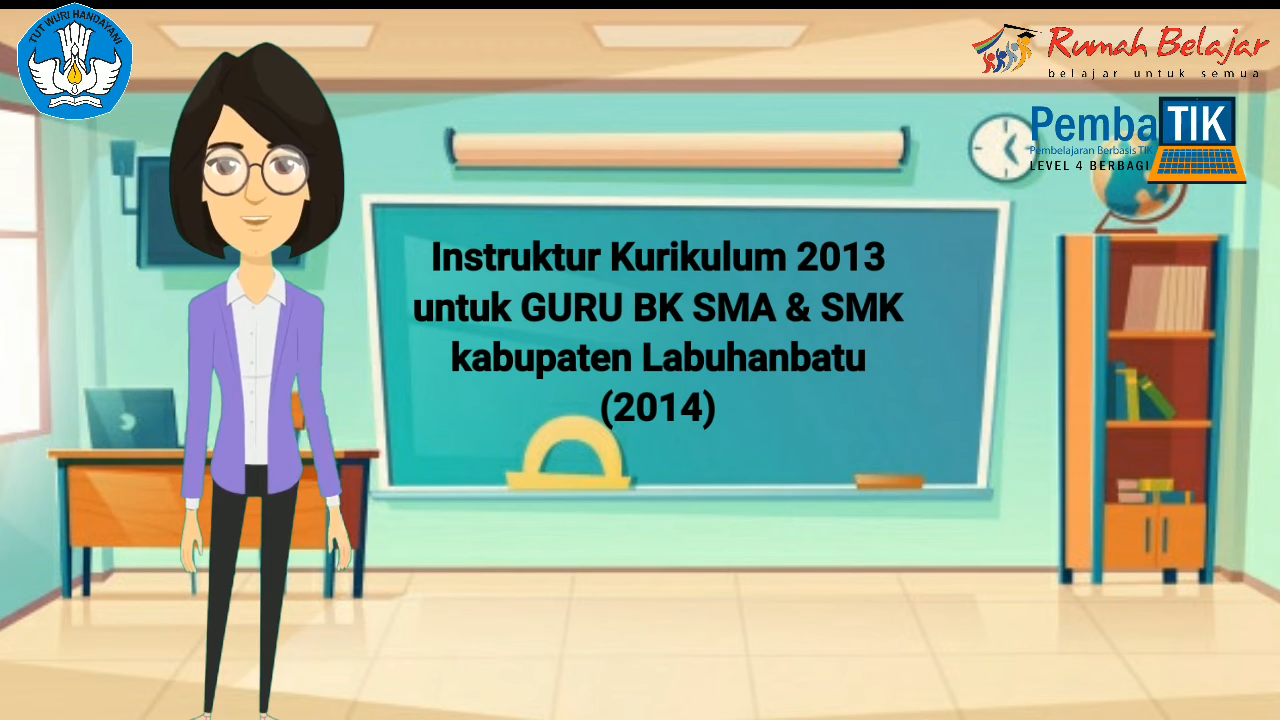 TUT WURI HANDAYANI
Rumah Belajar
belajar untuk semua
PembaTIK
Pembelajaran Berbasis TIK
LEVEL 4 BERBAGI
Instruktur Kurikulum 2013
untuk GURU BK SMA & SMK
kabupaten Labuhanbatu
(2014)